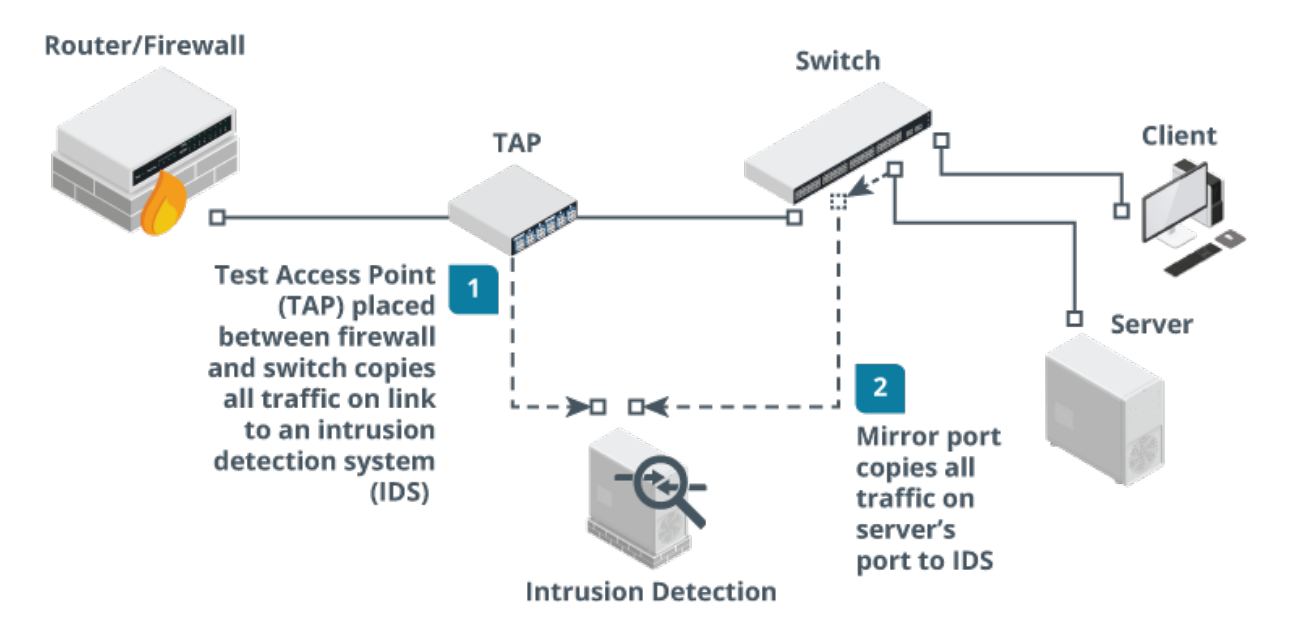 Router/Firewall
Switch
TAP
Client
Test Access Point
(TAP) placed
between firewall
and switch copies
all traffic on link
to an intrusion
detection system
(IDS)
1
Server
2
Mirror port
copies all
traffic on
server's
port to IDS
Intrusion Detection